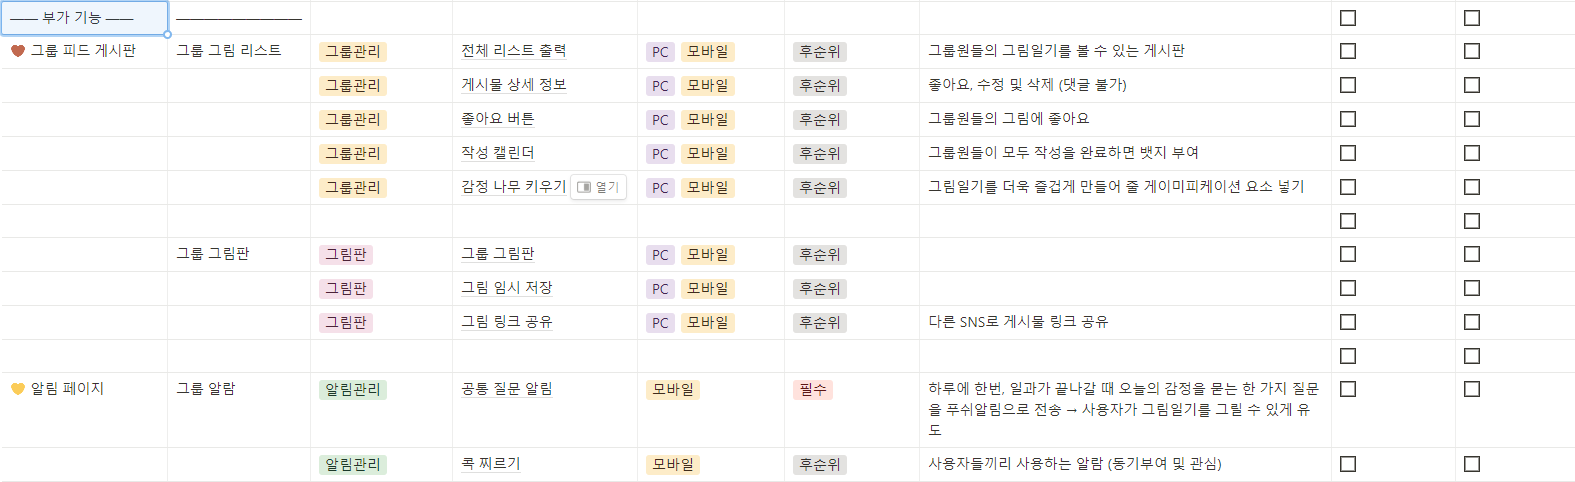 —— 부가 기능 —— —————————
그룹 피드 게시판 그룹 그림 리스트 그룹관리 전체 리스트 출력 PC 모바일 후순위 그룹원들의 그림일기를 볼 수 있는 게시판
그룹관리 게시물 상세 정보 PC 모바일 후순위 좋아요, 수정 및 삭제 (댓글 불가)
그룹관리 좋아요 버튼 PC 모바일 후순위 그룹원들의 그림에 좋아요
그룹관리 작성 캘린더 PC 모바일 후순위 그룹원들이 모두 작성을 완료하면 뱃지 부여
그룹관리 감정 나무 키우기 열기 PC 모바일 후순위 그림일기를 더욱 즐겁게 만들어 줄 게이미피케이션 요소 넣기
그룹 그림판 그림판 그룹 그림판 PC 모바일 후순위
그림판 그림 임시 저장 PC 모바일 후순위
그림판 그림 링크 공유 PC 모바일 후순위 다른 SNS로 게시물 링크 공유
알림 페이지 그룹 알람 알림관리 공통 질문 알림 모바일 필수 하루에 한번, 일과가 끝나갈 때 오늘의 감정을 묻는 한 가지 질문
을 푸쉬알림으로 전송 → 사용자가 그림일기를 그릴 수 있게 유
도
알림관리 콕 찌르기 모바일 후순위 사용자들끼리 사용하는 알람 (동기부여 및 관심)